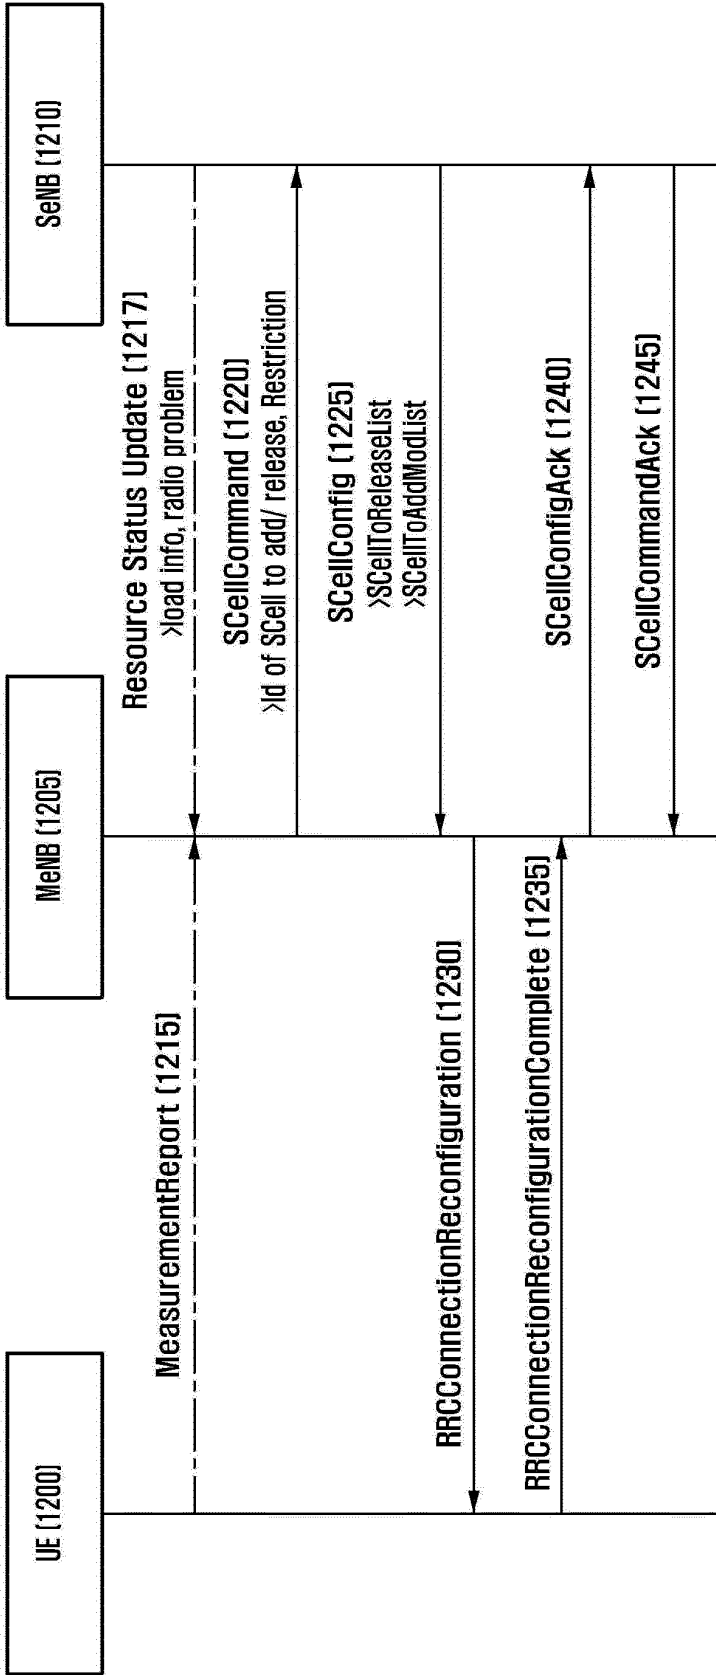 UE (1200)
MeNB (1205)
SeNB (1210)
MeasurementReport (1215)
Resource Status Update (1217)
>load info, radio problem
SCellCommand (1220)
>Id of SCell to add/ release, Restriction
SCellConfig (1225)
>SCellToReleaseList
>SCellToAddModList
RRCConnectionReconfiguration (1230)
RRCConnectionReconfigurationComplete (1235)
SCellConfigAck (1240)
SCellCommandAck (1245)